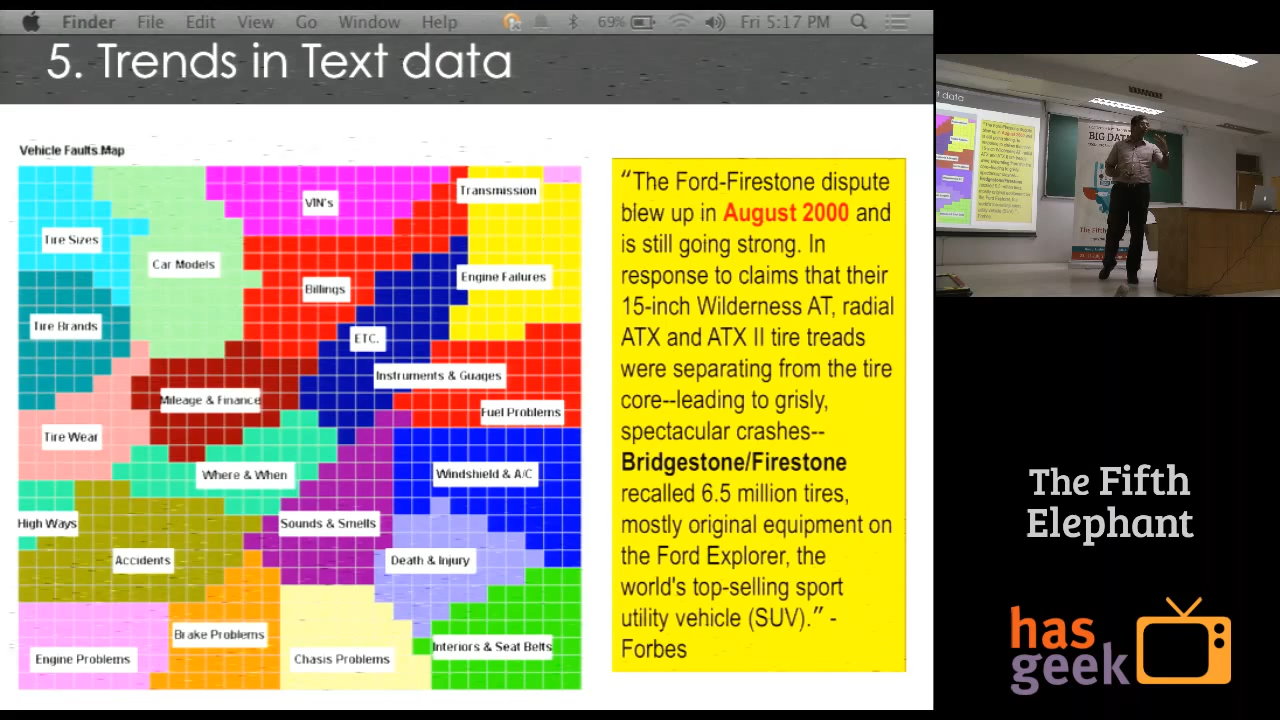 Finder File Edit View Go Window Help 69% Fri 5:17 PM
5. Trends in Text data
Vehicle Faults Map
Transmission
VIN's
Tire Sizes
Car Models
Engine Failures
Billings
Tire Brands
ETC.
Instruments & Guages
Mileage & Finance
Fuel Problems
Tire Wear
Where & When
Windshield & A/C
High Ways
Sounds & Smells
Accidents
Death & Injury
Brake Problems
Interiors & Seat Belts
Engine Problems
Chasis Problems
“The Ford-Firestone dispute
blew up in August 2000 and
is still going strong. In
response to claims that their
15-inch Wilderness AT, radial
ATX and ATX II tire treads
were separating from the tire
core--leading to grisly,
spectacular crashes--
Bridgestone/Firestone
recalled 6.5 million tires,
mostly original equipment on
the Ford Explorer, the
world's top-selling sport
utility vehicle (SUV).” -
Forbes
BIG DATA
The Fifth
Elephant
has
geek